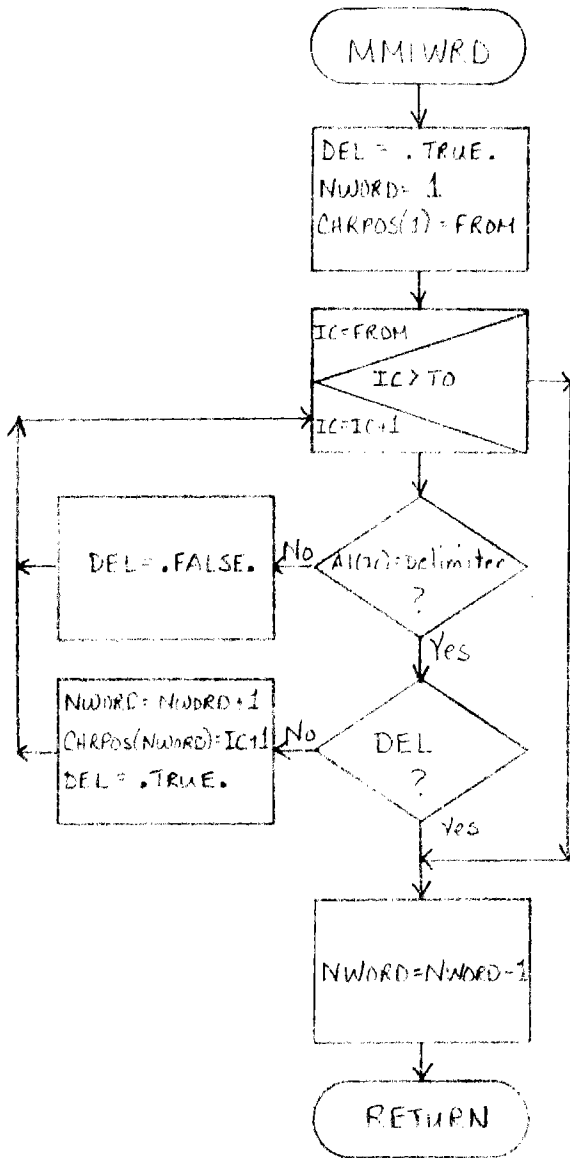 MMIWRD
DEL = .TRUE.
NWORD= 1
CHRPOS(1)=FROM
IC=FROM
IC > TO
IC=IC+1
A1(IC)=Delimiter
?
No
DEL= .FALSE.
Yes
DEL
?
No
NWORD=NWORD+1
CHRPOS(NWORD)=IC+1
DEL = .TRUE.
Yes
NWORD=NWORD-1
RETURN